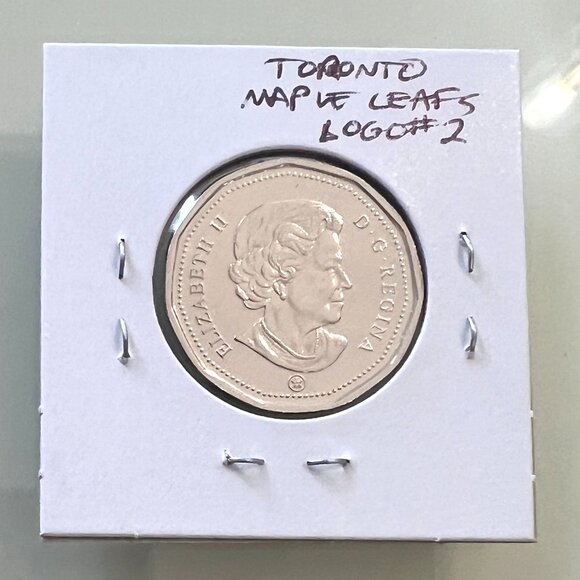 TORONTO
MAPLE LEAFS
LOGO#2
ELIZABETH II D·G·REGINA